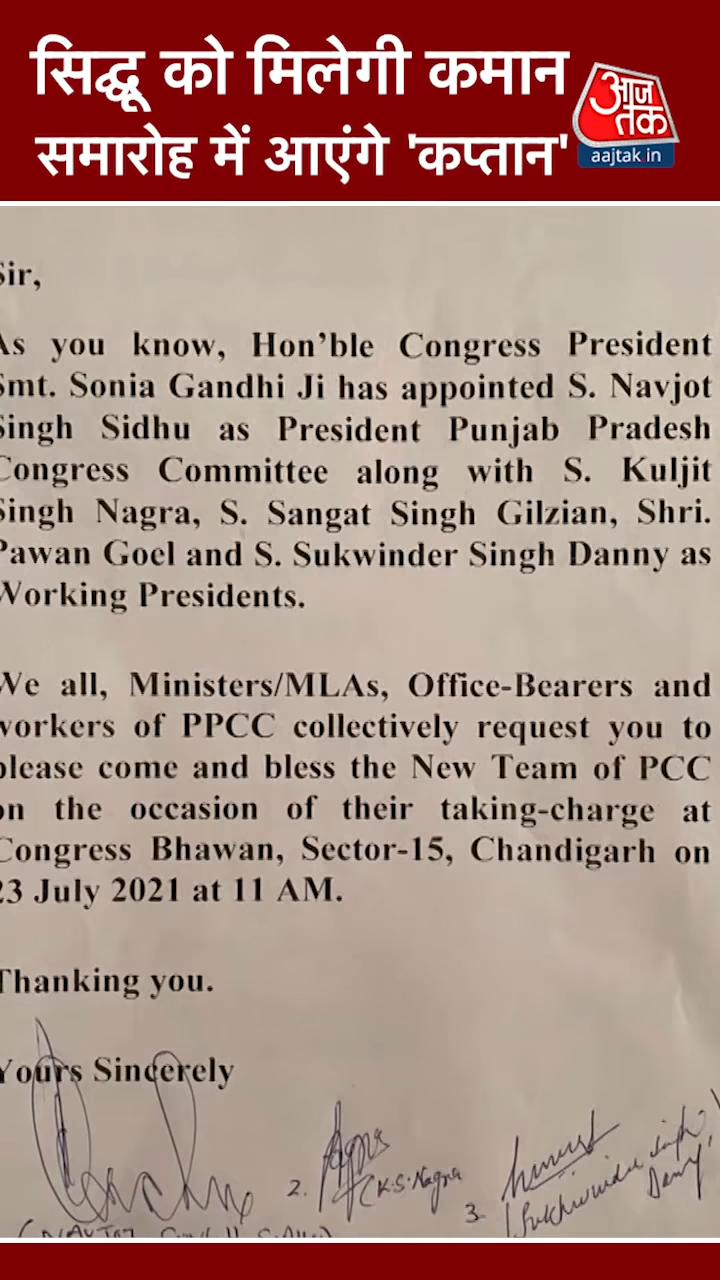 सिद्धू को मिलेगी कमान
समारोह में आएंगे 'कप्तान'
आज
तक
aajtak.in
Sir,
As you know, Hon'ble Congress President
Smt. Sonia Gandhi Ji has appointed S. Navjot
Singh Sidhu as President Punjab Pradesh
Congress Committee along with S. Kuljit
Singh Nagra, S. Sangat Singh Gilzian, Shri.
Pawan Goel and S. Sukwinder Singh Danny as
Working Presidents.
We all, Ministers/MLAs, Office-Bearers and
workers of PPCC collectively request you to
please come and bless the New Team of PCC
on the occasion of their taking-charge at
Congress Bhawan, Sector-15, Chandigarh on
23 July 2021 at 11 AM.
Thanking you.
Yours Sincerely
2. (K.S. Nagra
3. (Sukhwinder Singh
Danny)